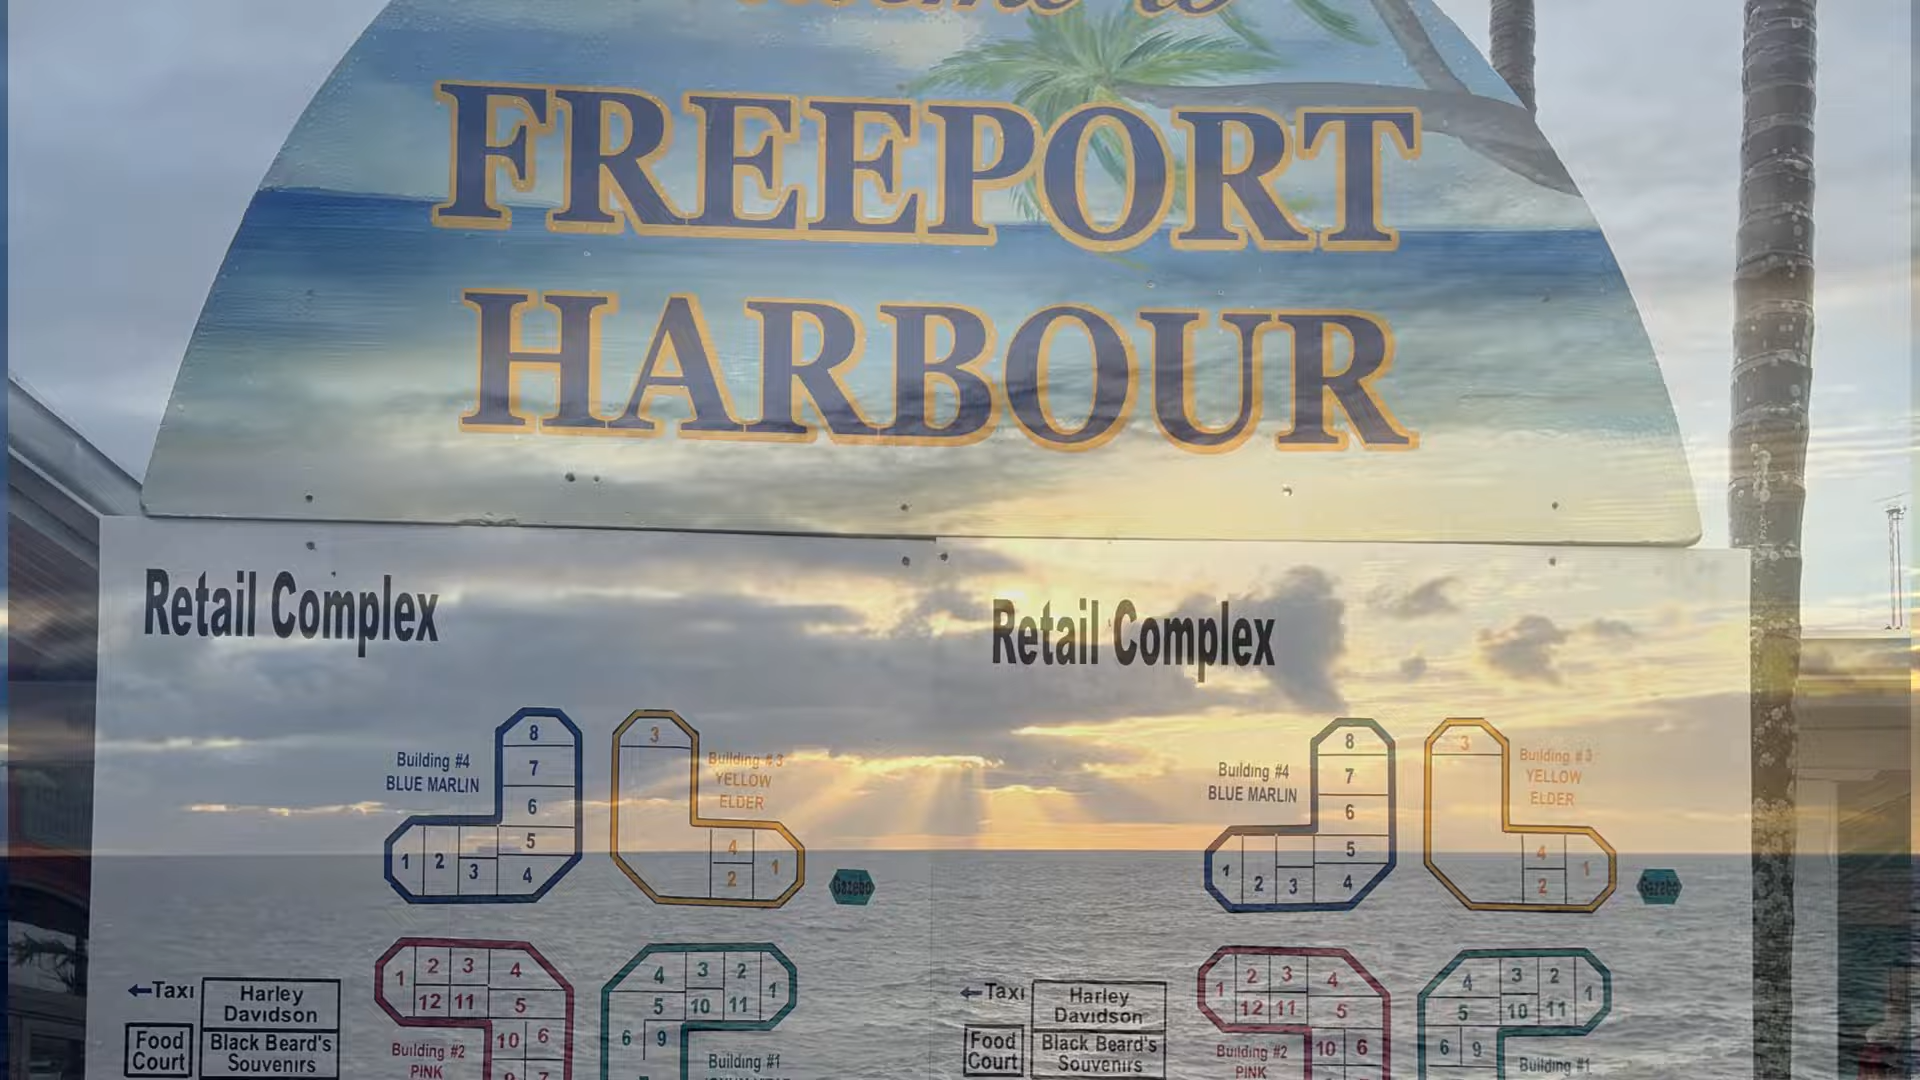 FREEPORT
HARBOUR
Retail Complex
Building #4
BLUE MARLIN
8
7
6
5
4
1 2 3
3
Building #3
YELLOW
ELDER
4
2
1
Gazebo
←Taxi
Harley
Davidson
Food
Court
Black Beard's
Souvenirs
1 2 3 4
12 11 5
10 6
Building #2
PINK
4 3 2 1
5 10 11
6 9
Building #1
Retail Complex
Building #4
BLUE MARLIN
8
7
6
5
4
1 2 3
3
Building #3
YELLOW
ELDER
4
2
1
Gazebo
←Taxi
Harley
Davidson
Food
Court
Black Beard's
Souvenirs
1 2 3 4
12 11 5
10 6
Building #2
PINK
4 3 2 1
5 10 11
6 9
Building #1